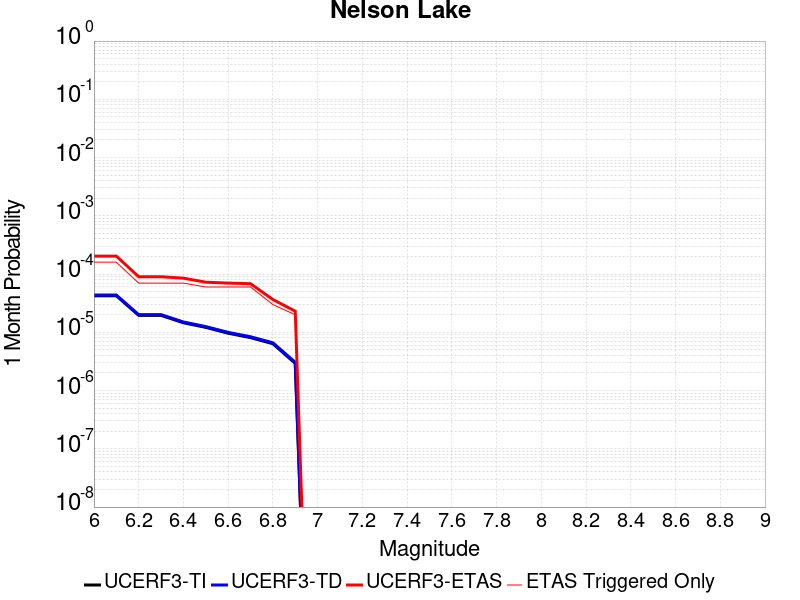 Nelson Lake
10^0
10^-1
10^-2
10^-3
10^-4
10^-5
10^-6
10^-7
10^-8
1 Month Probability
6 6.2 6.4 6.6 6.8 7 7.2 7.4 7.6 7.8 8 8.2 8.4 8.6 8.8 9
Magnitude
UCERF3-TI UCERF3-TD UCERF3-ETAS ETAS Triggered Only